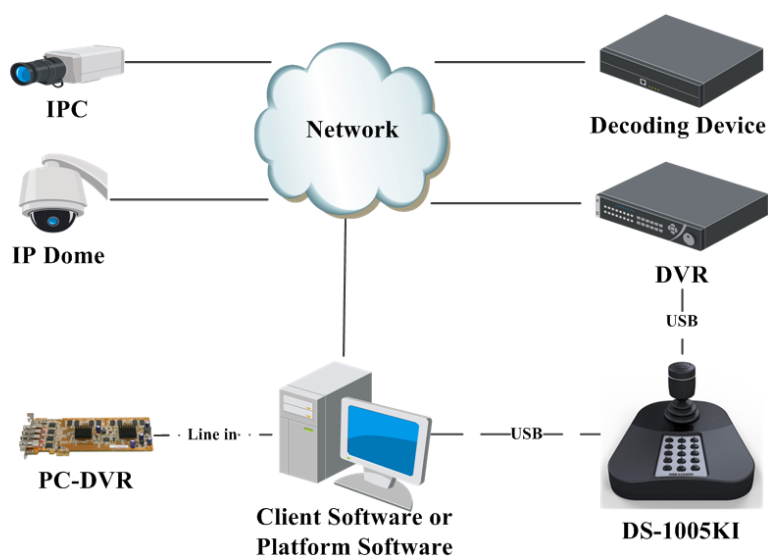 IPC
Network
Decoding Device
IP Dome
DVR
USB
PC-DVR
Line in
Client Software or
Platform Software
USB
DS-1005KI